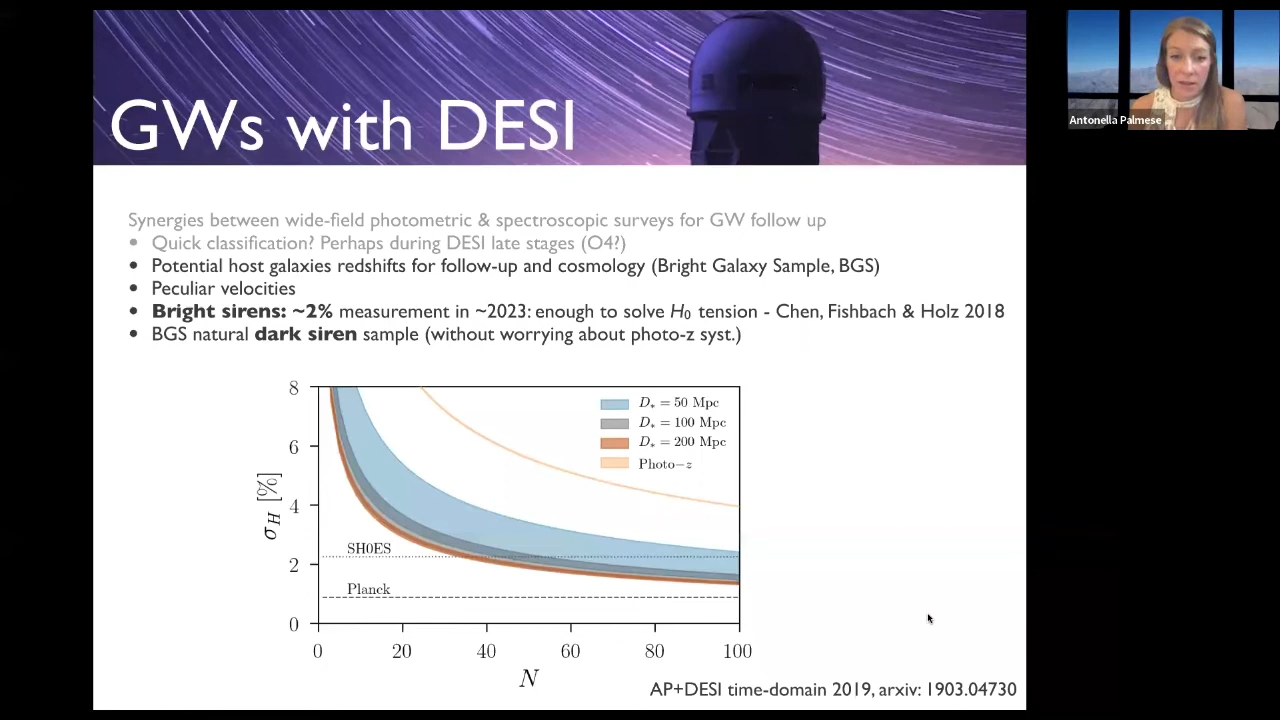 GWs with DESI
Antonella Palmese
Synergies between wide-field photometric & spectroscopic surveys for GW follow up
• Quick classification? Perhaps during DESI late stages (O4?)
• Potential host galaxies redshifts for follow-up and cosmology (Bright Galaxy Sample, BGS)
• Peculiar velocities
• Bright sirens: ~2% measurement in ~2023: enough to solve H₀ tension - Chen, Fishbach & Holz 2018
• BGS natural dark siren sample (without worrying about photo-z syst.)
8
6
4
2
0
σ_H [%]
D_* = 50 Mpc
D_* = 100 Mpc
D_* = 200 Mpc
Photo−z
SH0ES
Planck
0 20 40 60 80 100
N
AP+DESI time-domain 2019, arxiv: 1903.04730